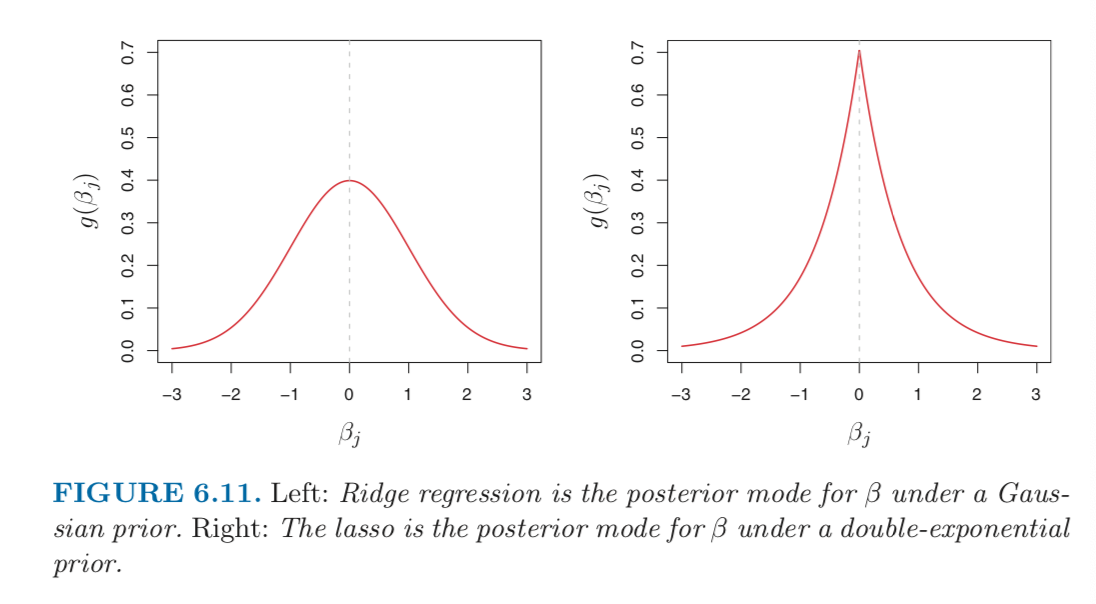 0.7
0.6
0.5
0.4
0.3
0.2
0.1
0.0
g(βj)
−3 −2 −1 0 1 2 3
βj
0.7
0.6
0.5
0.4
0.3
0.2
0.1
0.0
g(βj)
−3 −2 −1 0 1 2 3
βj
FIGURE 6.11. Left: Ridge regression is the posterior mode for β under a Gaus-
sian prior. Right: The lasso is the posterior mode for β under a double-exponential
prior.